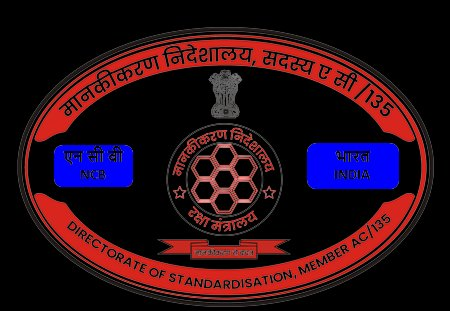 मानकीकरण निदेशालय, सदस्य ए सी /135
एन सी बी
NCB
भारत
INDIA
मानकीकरण निदेशालय
रक्षा मंत्रालय
DIRECTORATE OF STANDARDISATION, MEMBER AC/135